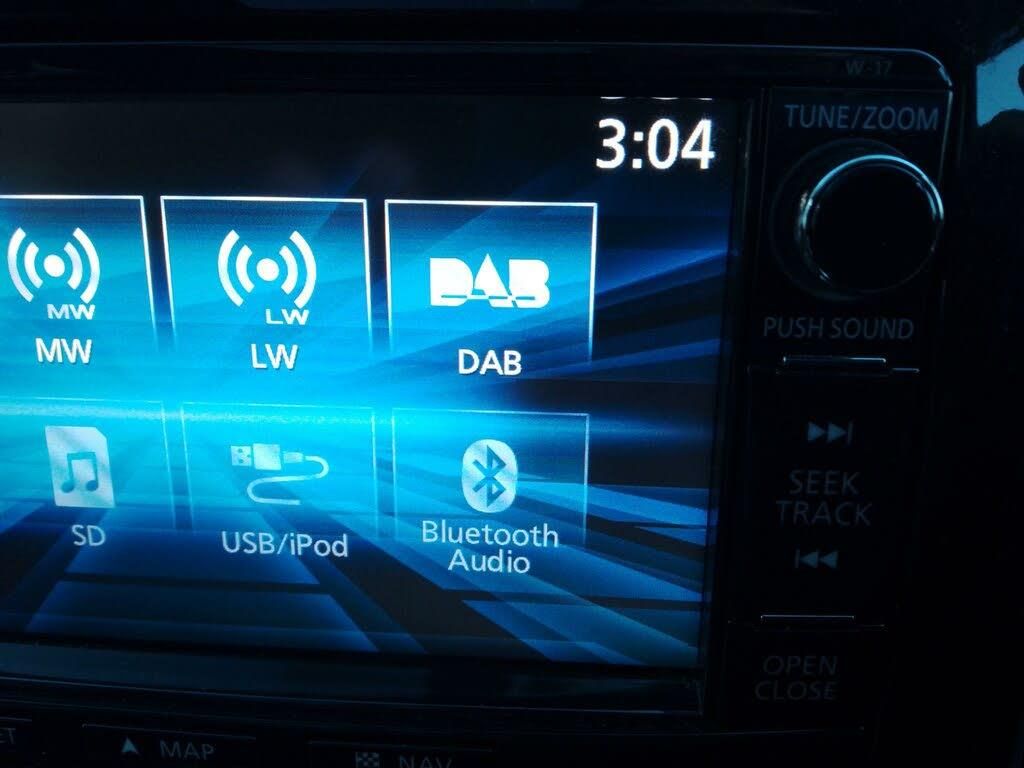 W-17
3:04
TUNE/ZOOM
MW
MW
LW
LW
DAB
DAB
PUSH SOUND
SD
USB/iPod
Bluetooth
Audio
SEEK
TRACK
OPEN
CLOSE
MAP
NAV